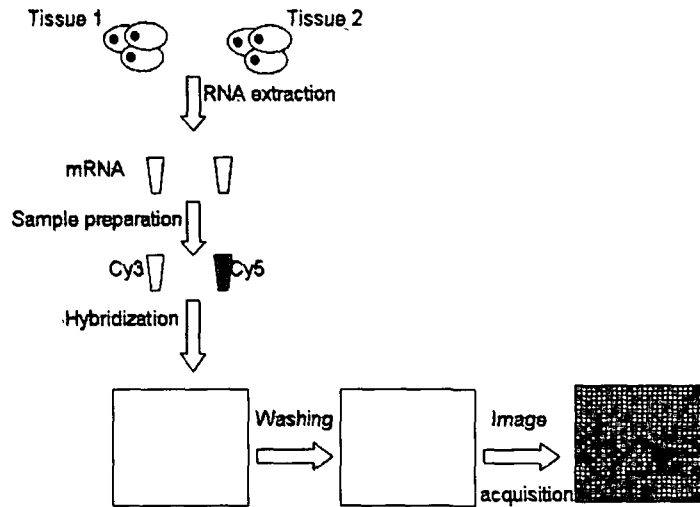 Tissue 1
Tissue 2
RNA extraction
mRNA
Sample preparation
Cy3
Cy5
Hybridization
Washing
Image
acquisition